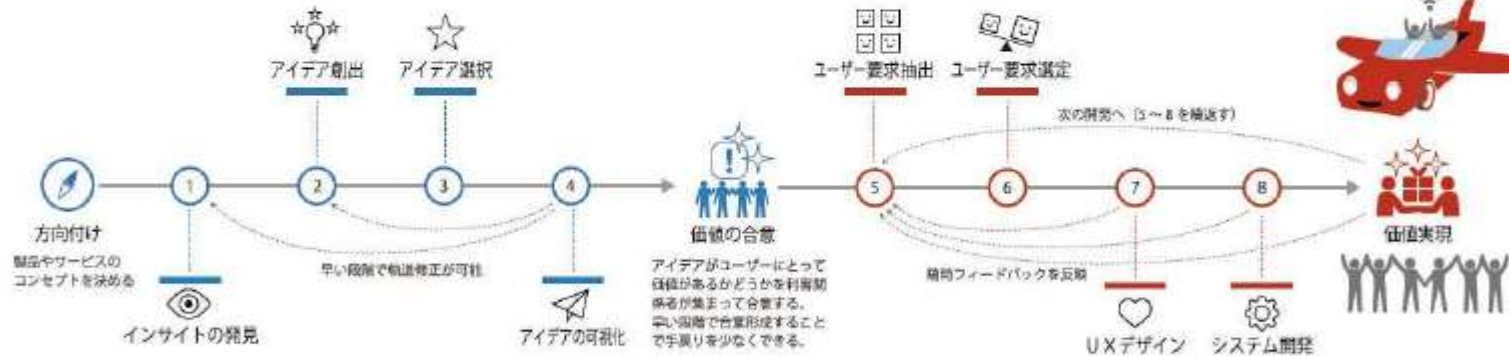 アイデア創出
アイデア選択
ユーザー要求抽出
ユーザー要求選定
次の開発へ（5～8を繰返す）
1
2
3
4
5
6
7
8
方向付け
製品やサービスの
コンセプトを決める
早い段階で軌道修正が可能
インサイトの発見
アイデアの可視化
価値の合意
アイデアがユーザーにとって
価値があるかどうかを利害関
係者が集まって合意する。
早い段階で合意形成すること
で手戻りを少なくできる。
随時フィードバックを反映
UXデザイン
システム開発
価値実現